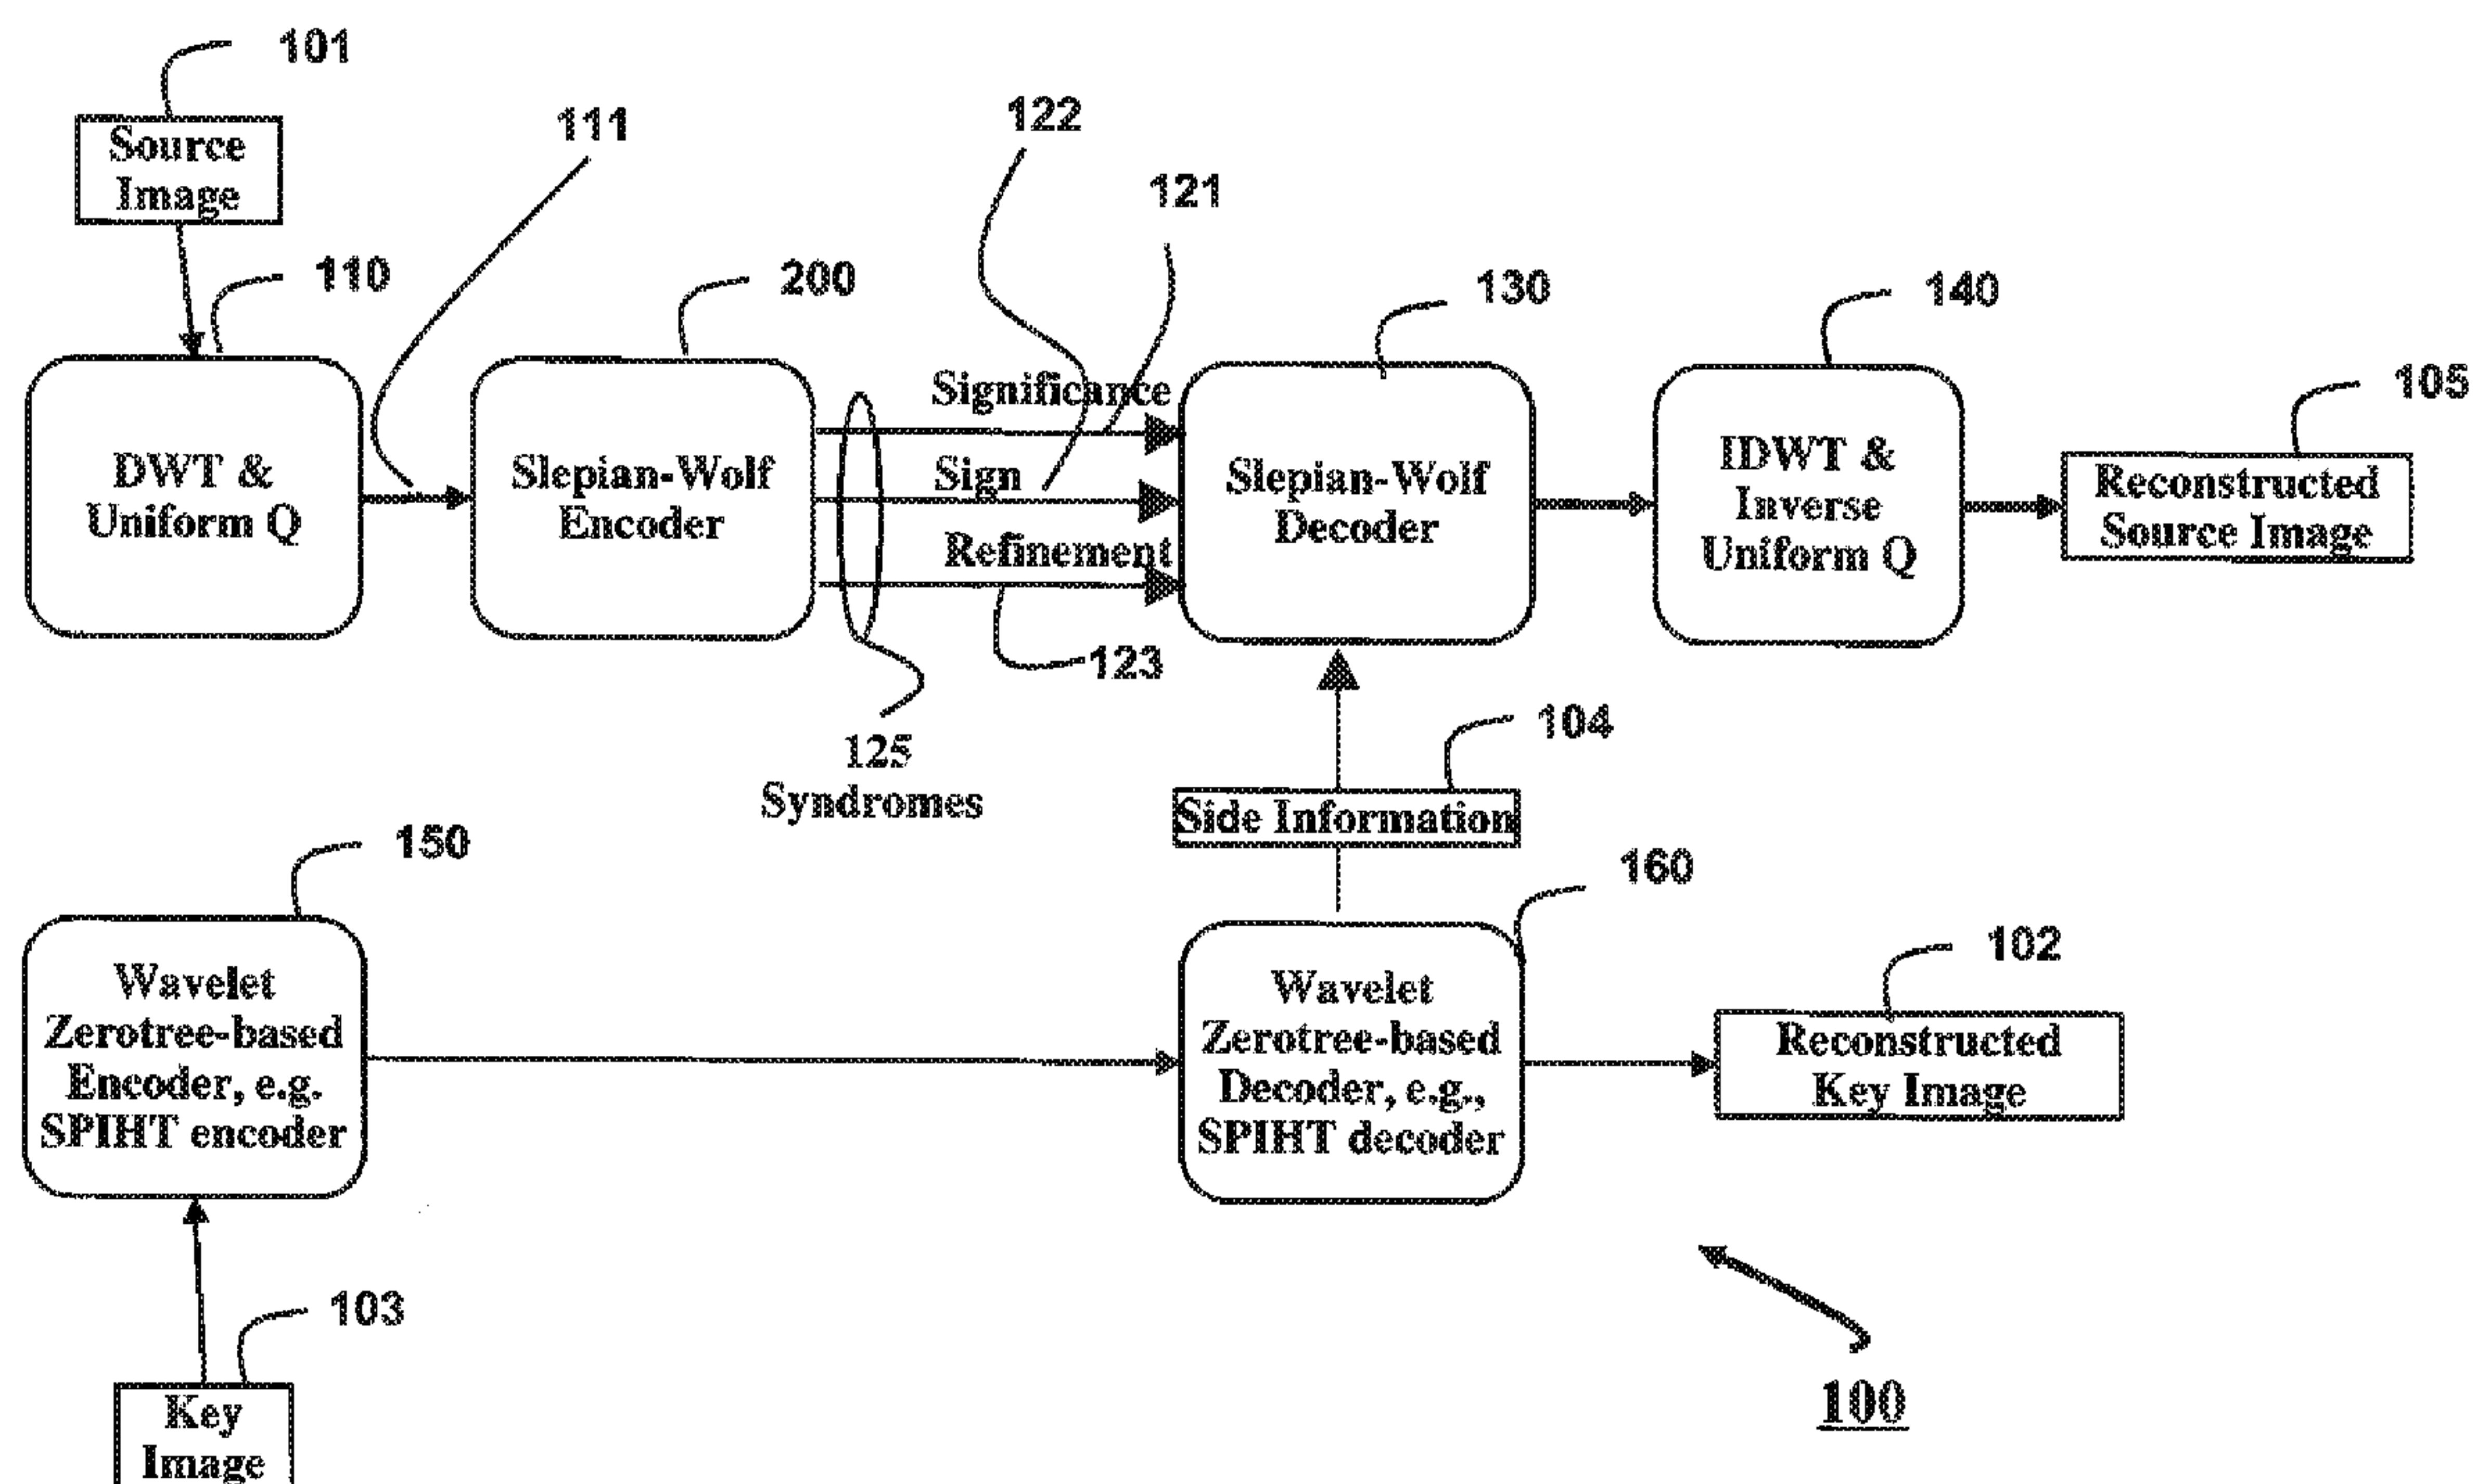 101
Source
Image
111
122
121
110
200
130
140
105
DWT &
Uniform Q
Slepian-Wolf
Encoder
Significance
Sign
Refinement
Slepian-Wolf
Decoder
IDWT &
Inverse
Uniform Q
Reconstructed
Source Image
123
125
Syndromes
104
Side Information
150
160
102
Wavelet
Zerotree-based
Encoder, e.g.
SPIHT encoder
Wavelet
Zerotree-based
Decoder, e.g.,
SPIHT decoder
Reconstructed
Key Image
103
Key
Image
100